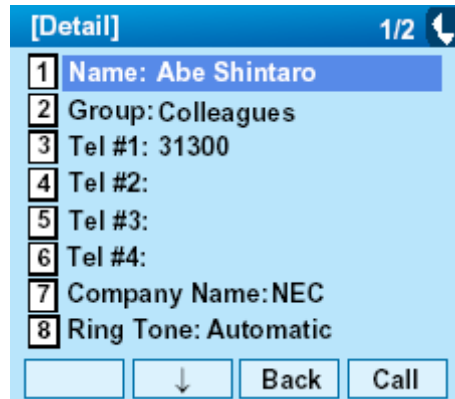 [Detail] 1/2
1 Name: Abe Shintaro
2 Group: Colleagues
3 Tel #1: 31300
4 Tel #2:
5 Tel #3:
6 Tel #4:
7 Company Name:NEC
8 Ring Tone: Automatic
↓ Back Call